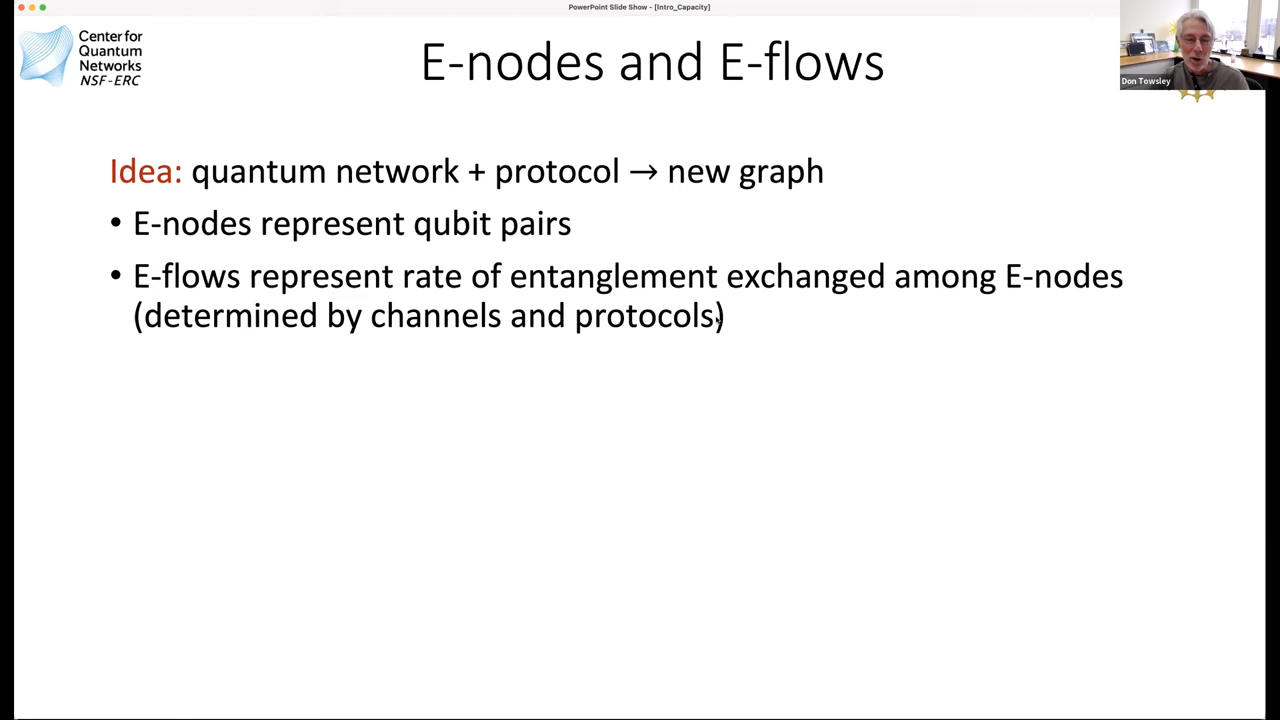 PowerPoint Slide Show - [Intro_Capacity]
Center for
Quantum
Networks
NSF-ERC
E-nodes and E-flows
Don Towsley
Idea: quantum network + protocol → new graph
• E-nodes represent qubit pairs
• E-flows represent rate of entanglement exchanged among E-nodes
(determined by channels and protocols)